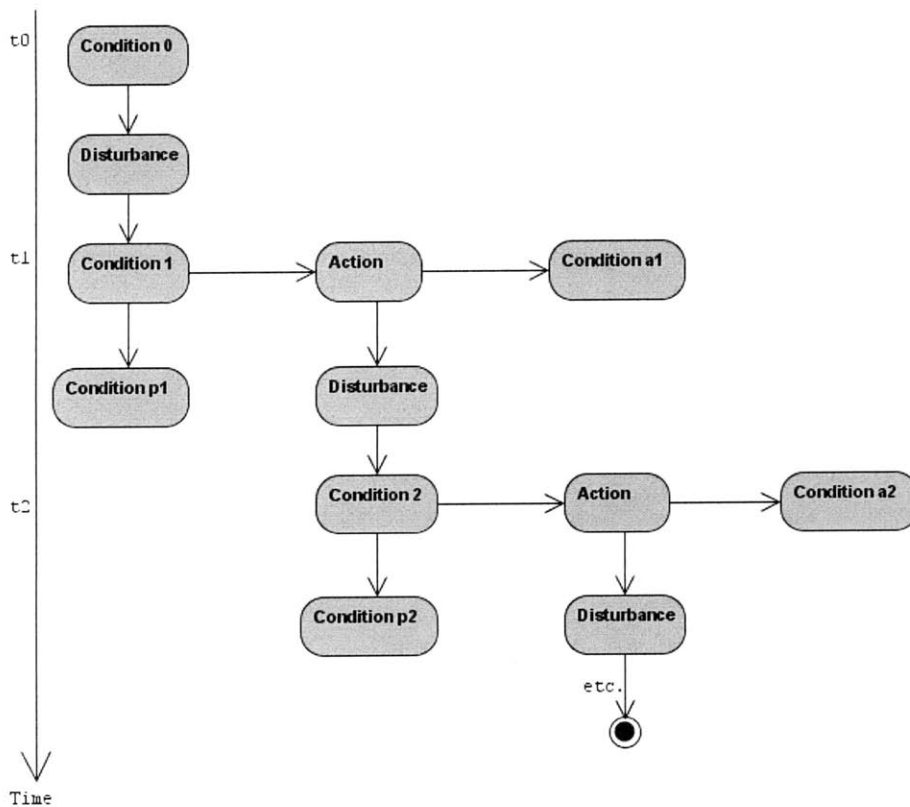 t0
Condition 0
Disturbance
t1
Condition 1
Action
Condition a1
Condition p1
Disturbance
t2
Condition 2
Action
Condition a2
Condition p2
Disturbance
etc.
Time